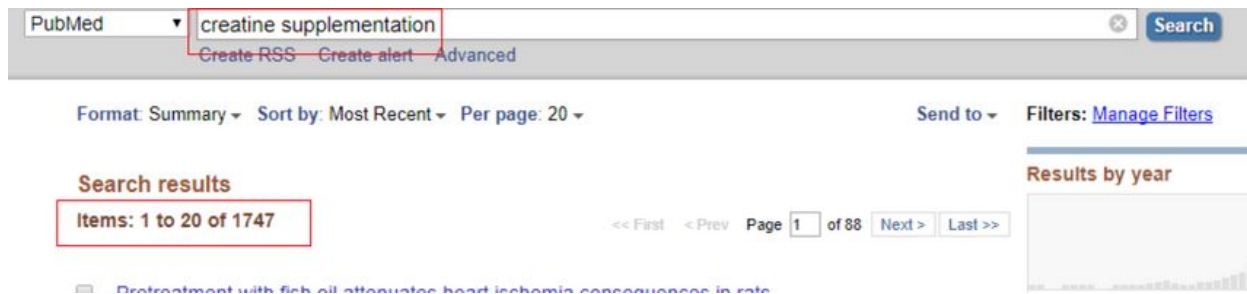 PubMed creatine supplementation Search
Create RSS Create alert Advanced
Format: Summary Sort by: Most Recent Per page: 20 Send to Filters: Manage Filters
Results by year
Search results
Items: 1 to 20 of 1747
<< First < Prev Page 1 of 88 Next > Last >>
Pretreatment with fish oil attenuates heart ischemia consequences in rats